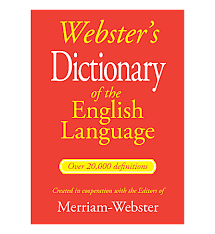 Webster's
Dictionary
of the
English
Language
Over 20,000 definitions
Created in cooperation with the Editors of
Merriam-Webster